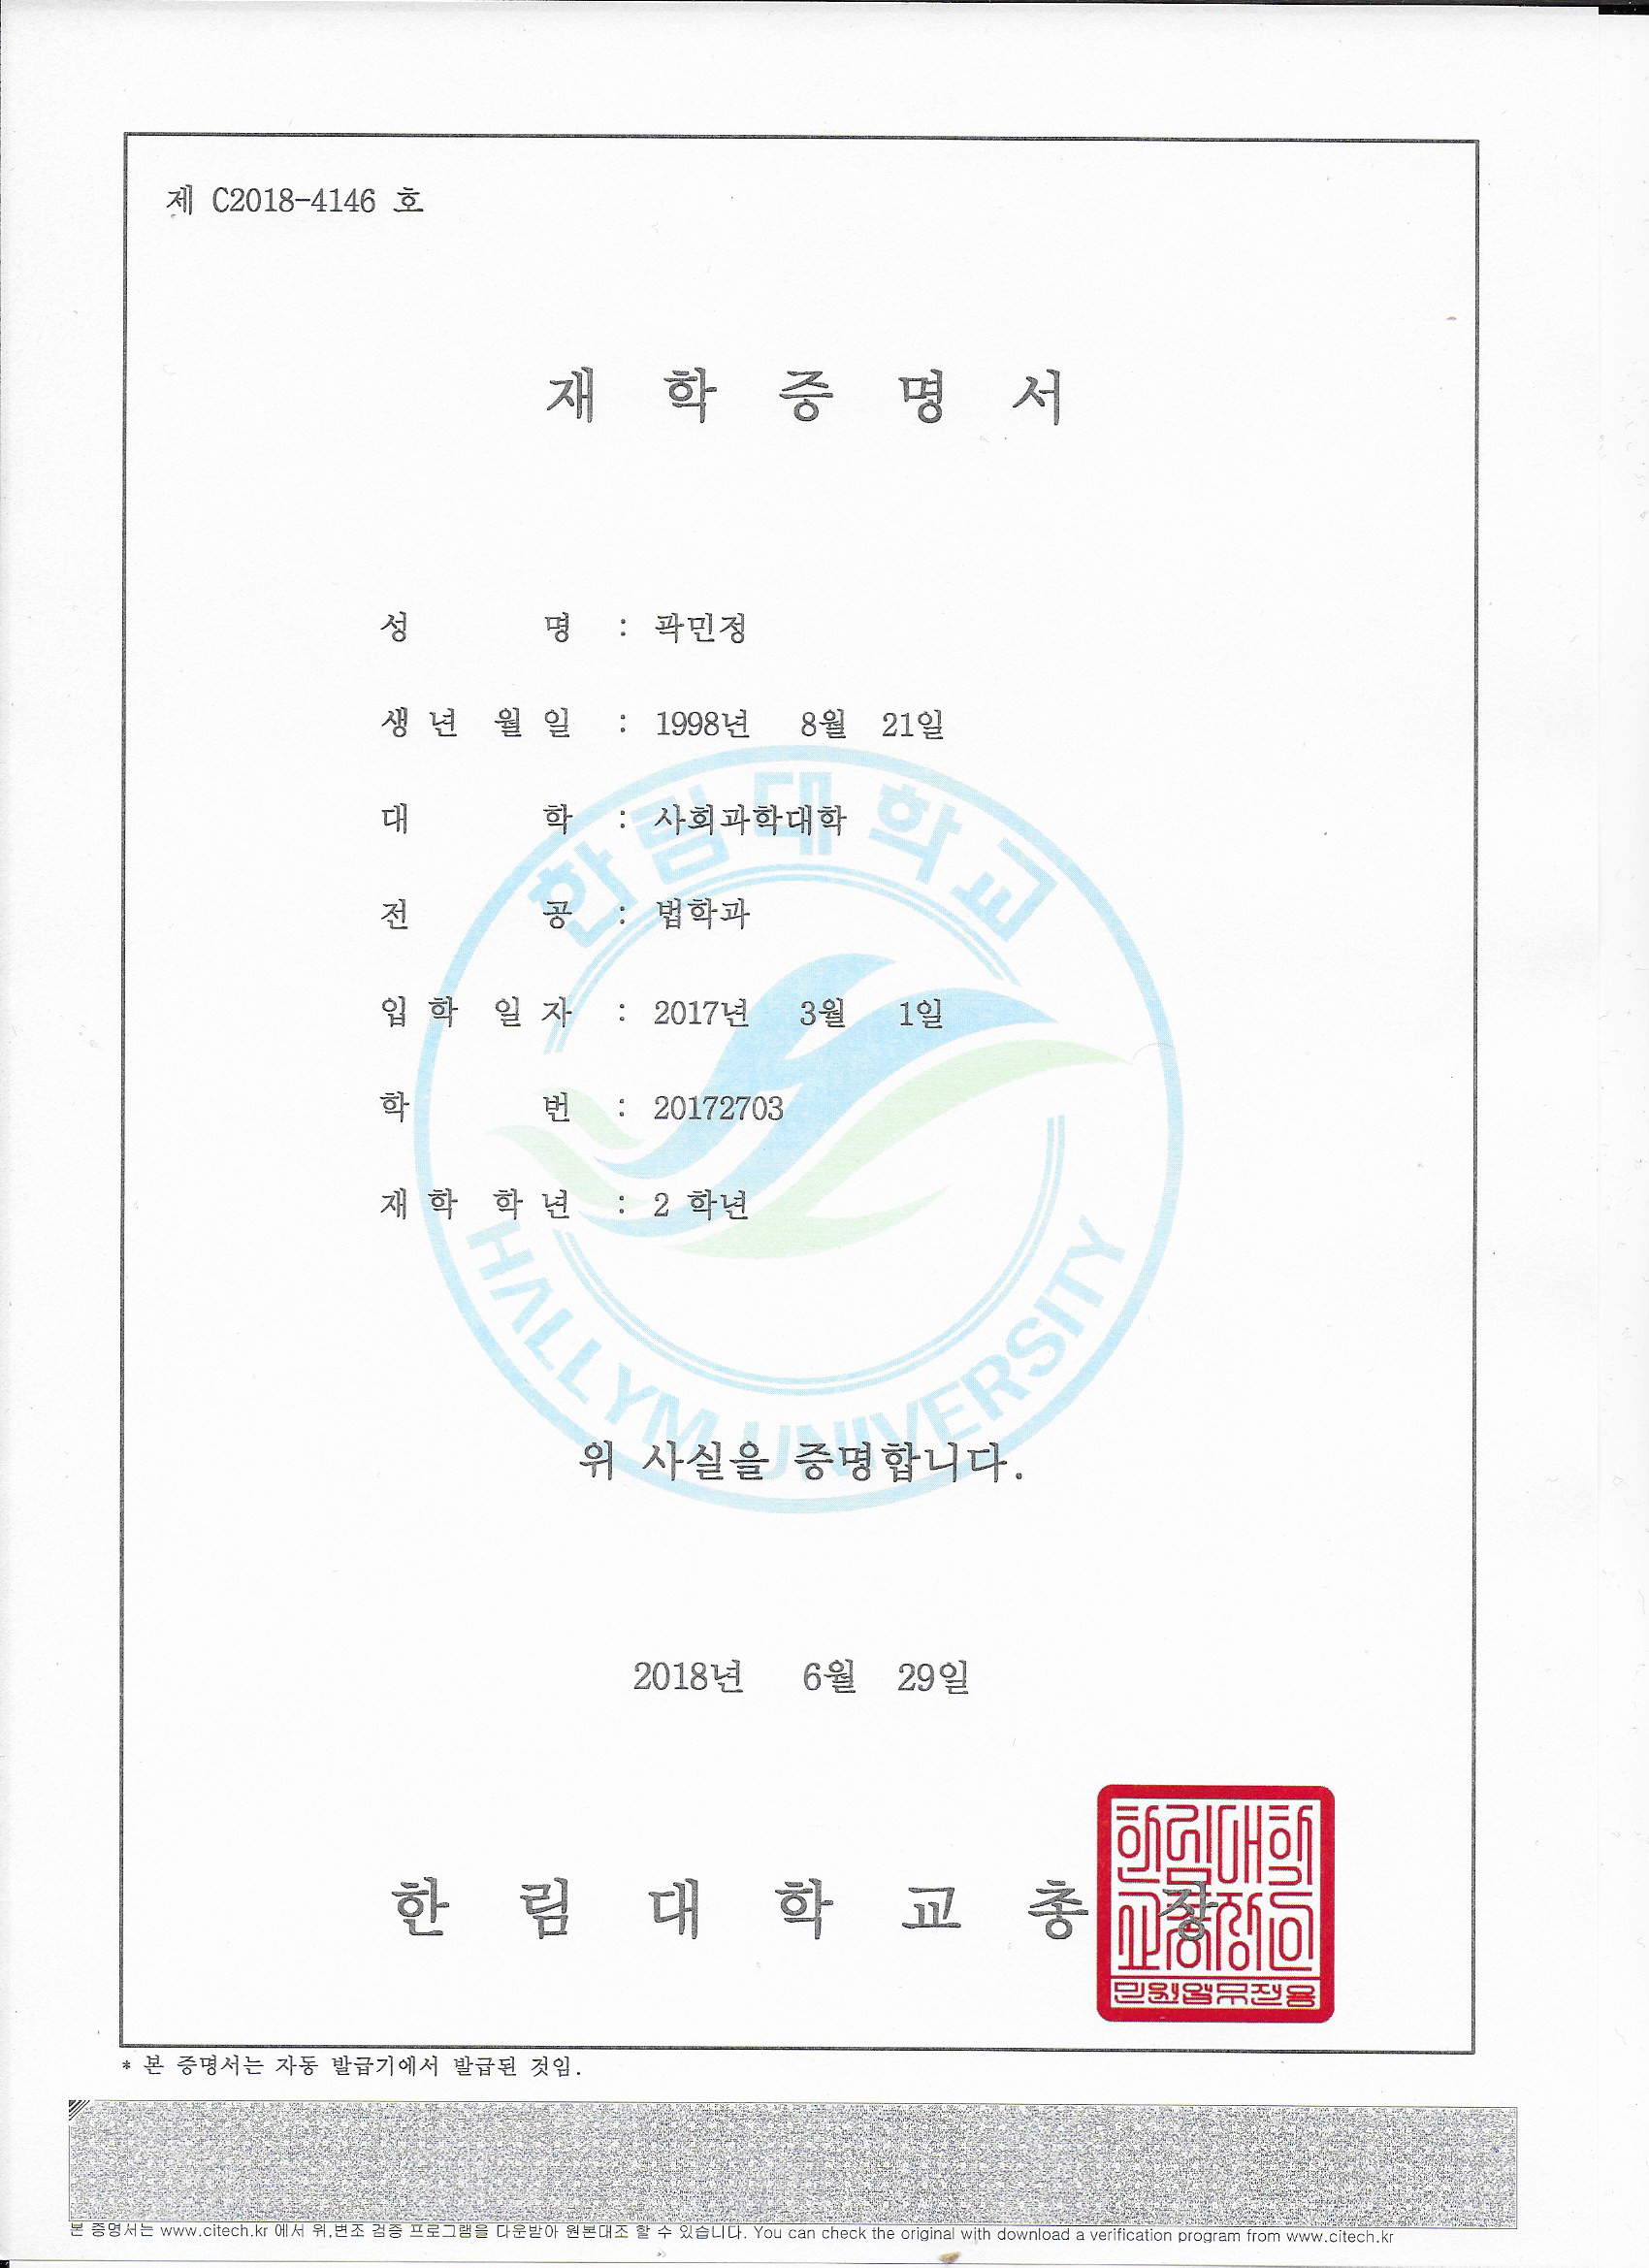 제 C2018-4146 호
재 학 증 명 서
성 명 : 곽민정
생 년 월 일 : 1998년 8월 21일
대 학 : 사회과학대학
전 공 : 법학과
입 학 일 자 : 2017년 3월 1일
학 번 : 20172703
재 학 학 년 : 2 학년
한림대학교
HALLYM UNIVERSITY
위 사실을 증명합니다.
2018년 6월 29일
한 림 대 학 교 총 장
한림대학
교총장인
민원업무전용
* 본 증명서는 자동 발급기에서 발급된 것임.
본 증명서는 www.citech.kr 에서 위,변조 검증 프로그램을 다운받아 원본대조 할 수 있습니다. You can check the original with download a verification program from www.citech.kr